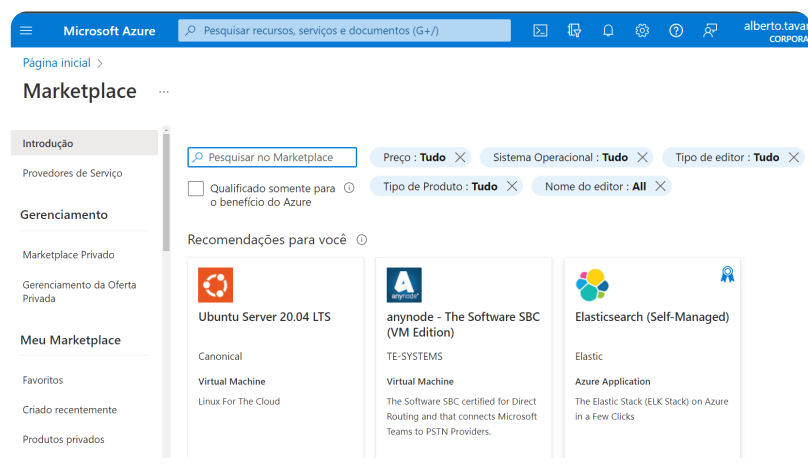 Microsoft Azure
Pesquisar recursos, serviços e documentos (G+/)
alberto.tavar
CORPORA
Página inicial >
Marketplace ...
Introdução
Provedores de Serviço
Gerenciamento
Marketplace Privado
Gerenciamento da Oferta
Privada
Meu Marketplace
Favoritos
Criado recentemente
Produtos privados
Pesquisar no Marketplace
Preço : Tudo
Sistema Operacional : Tudo
Tipo de editor : Tudo
Qualificado somente para
o benefício do Azure
Tipo de Produto : Tudo
Nome do editor : All
Recomendações para você
Ubuntu Server 20.04 LTS
Canonical
Virtual Machine
Linux For The Cloud
anynode
anynode - The Software SBC
(VM Edition)
TE-SYSTEMS
Virtual Machine
The Software SBC certified for Direct
Routing and that connects Microsoft
Teams to PSTN Providers.
Elasticsearch (Self-Managed)
Elastic
Azure Application
The Elastic Stack (ELK Stack) on Azure
in a Few Clicks